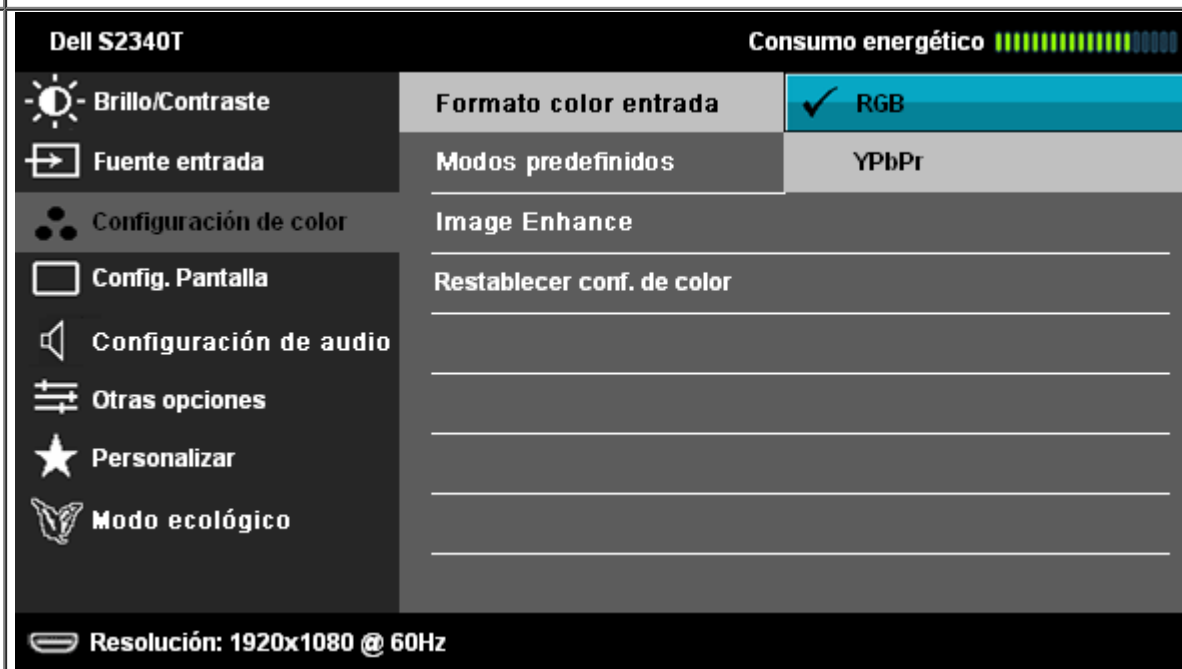 Dell S2340T
Consumo energético
Brillo/Contraste
Fuente entrada
Configuración de color
Config. Pantalla
Configuración de audio
Otras opciones
Personalizar
Modo ecológico
Formato color entrada
Modos predefinidos
Image Enhance
Restablecer conf. de color
RGB
YPbPr
Resolución: 1920x1080 @ 60Hz